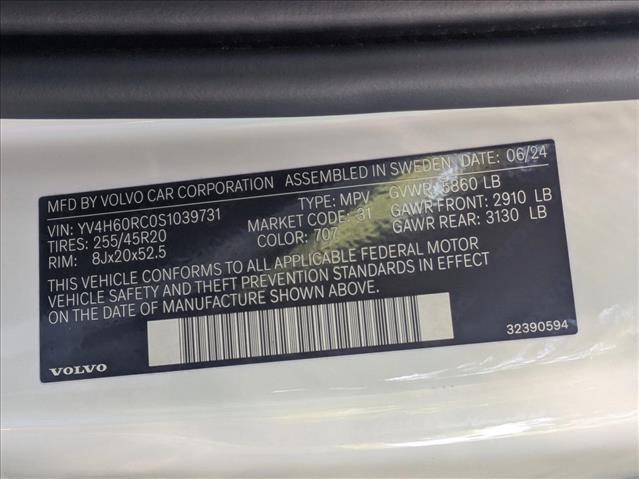 MFD BY VOLVO CAR CORPORATION ASSEMBLED IN SWEDEN DATE: 06/24
VIN: YV4H60RC0S1039731 TYPE: MPV GVWR: 5860 LB
TIRES: 255/45R20 MARKET CODE: 31 GAWR FRONT: 2910 LB
RIM: 8Jx20x52.5 COLOR: 707 GAWR REAR: 3130 LB
THIS VEHICLE CONFORMS TO ALL APPLICABLE FEDERAL MOTOR
VEHICLE SAFETY AND THEFT PREVENTION STANDARDS IN EFFECT
ON THE DATE OF MANUFACTURE SHOWN ABOVE.
32390594
VOLVO